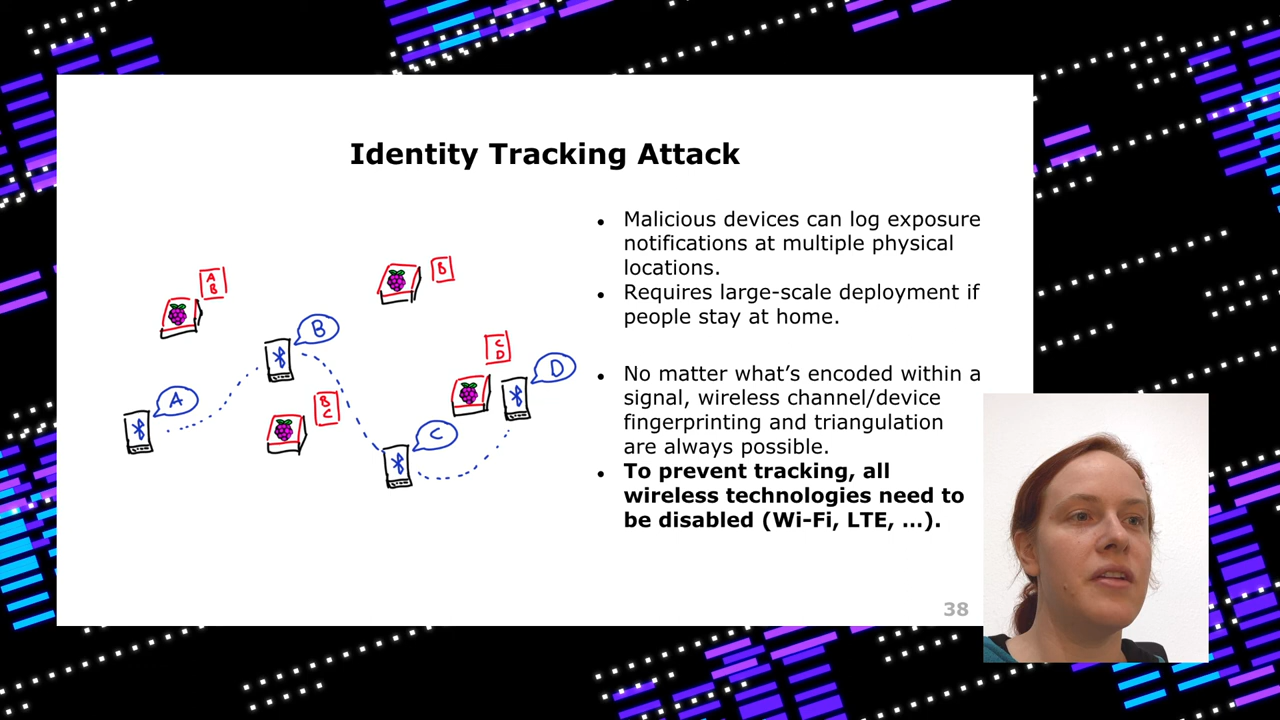 Identity Tracking Attack
Malicious devices can log exposure
notifications at multiple physical
locations.
Requires large-scale deployment if
people stay at home.
No matter what's encoded within a
signal, wireless channel/device
fingerprinting and triangulation
are always possible.
To prevent tracking, all
wireless technologies need to
be disabled (Wi-Fi, LTE, ...).
A
B
B
B
C
D
D
A
B
C
C
38